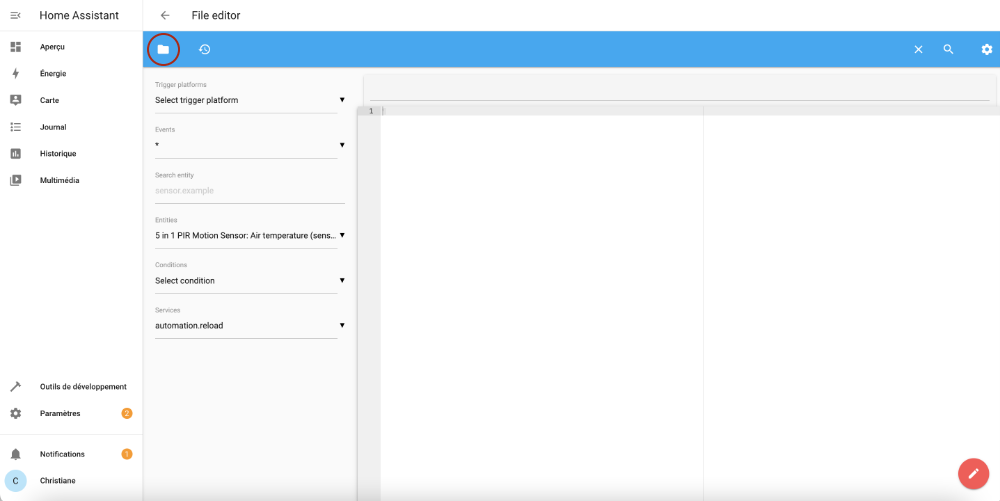 Home Assistant
File editor
Aperçu
Énergie
Carte
Journal
Historique
Multimédia
Outils de développement
Paramètres 2
Notifications 1
C Christiane
Trigger platforms
Select trigger platform
Events
*
Search entity
sensor.example
Entities
5 in 1 PIR Motion Sensor: Air temperature (sens...
Conditions
Select condition
Services
automation.reload
1